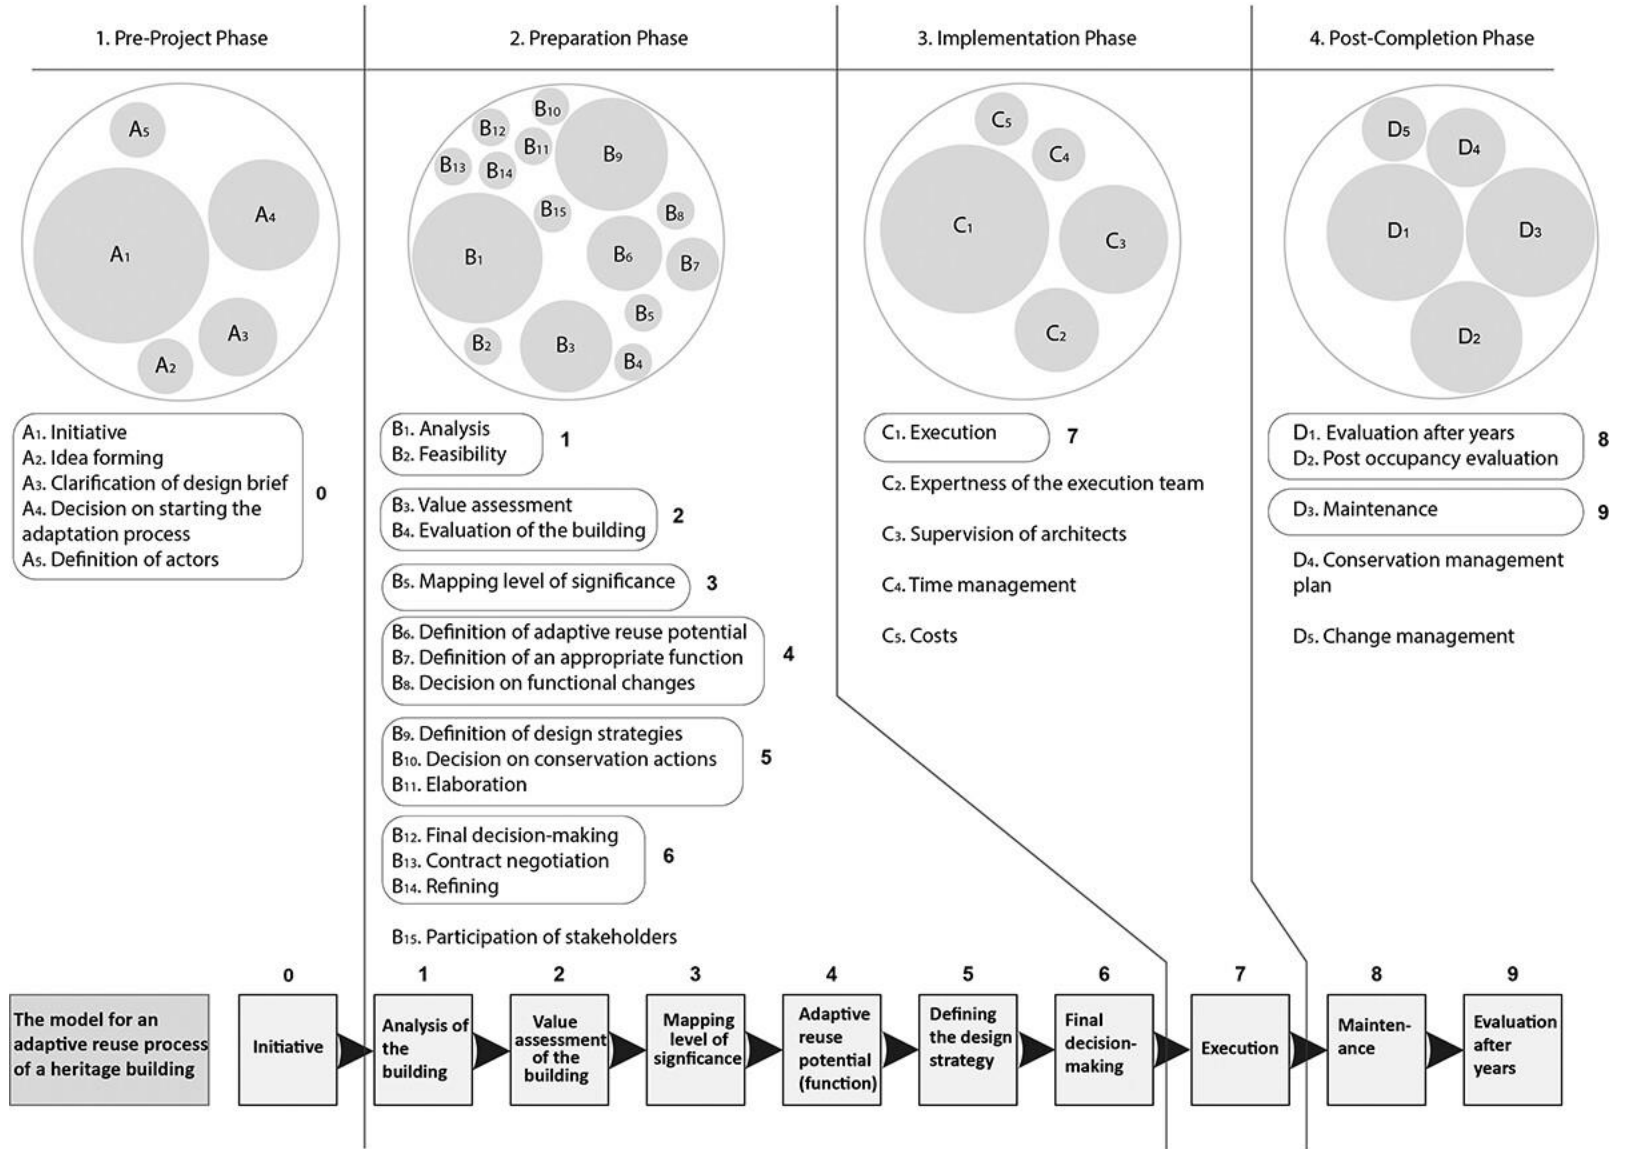 1. Pre-Project Phase
2. Preparation Phase
3. Implementation Phase
4. Post-Completion Phase
A5
A4
A1
A3
A2
B10
B12
B11
B9
B13
B14
B15
B8
B1
B6
B7
B5
B2
B3
B4
C5
C4
C1
C3
C2
D5
D4
D1
D3
D2
A1. Initiative
A2. Idea forming
A3. Clarification of design brief
A4. Decision on starting the
adaptation process
A5. Definition of actors
0
B1. Analysis
B2. Feasibility
1
B3. Value assessment
B4. Evaluation of the building
2
B5. Mapping level of significance
3
B6. Definition of adaptive reuse potential
B7. Definition of an appropriate function
B8. Decision on functional changes
4
B9. Definition of design strategies
B10. Decision on conservation actions
B11. Elaboration
5
B12. Final decision-making
B13. Contract negotiation
B14. Refining
6
B15. Participation of stakeholders
C1. Execution
7
C2. Expertness of the execution team
C3. Supervision of architects
C4. Time management
C5. Costs
D1. Evaluation after years
D2. Post occupancy evaluation
8
D3. Maintenance
9
D4. Conservation management
plan
D5. Change management
The model for an
adaptive reuse process
of a heritage building
0
Initiative
1
Analysis of
the
building
2
Value
assessment
of the
building
3
Mapping
level of
signficance
4
Adaptive
reuse
potential
(function)
5
Defining
the design
strategy
6
Final
decision-
making
7
Execution
8
Mainten-
ance
9
Evaluation
after
years